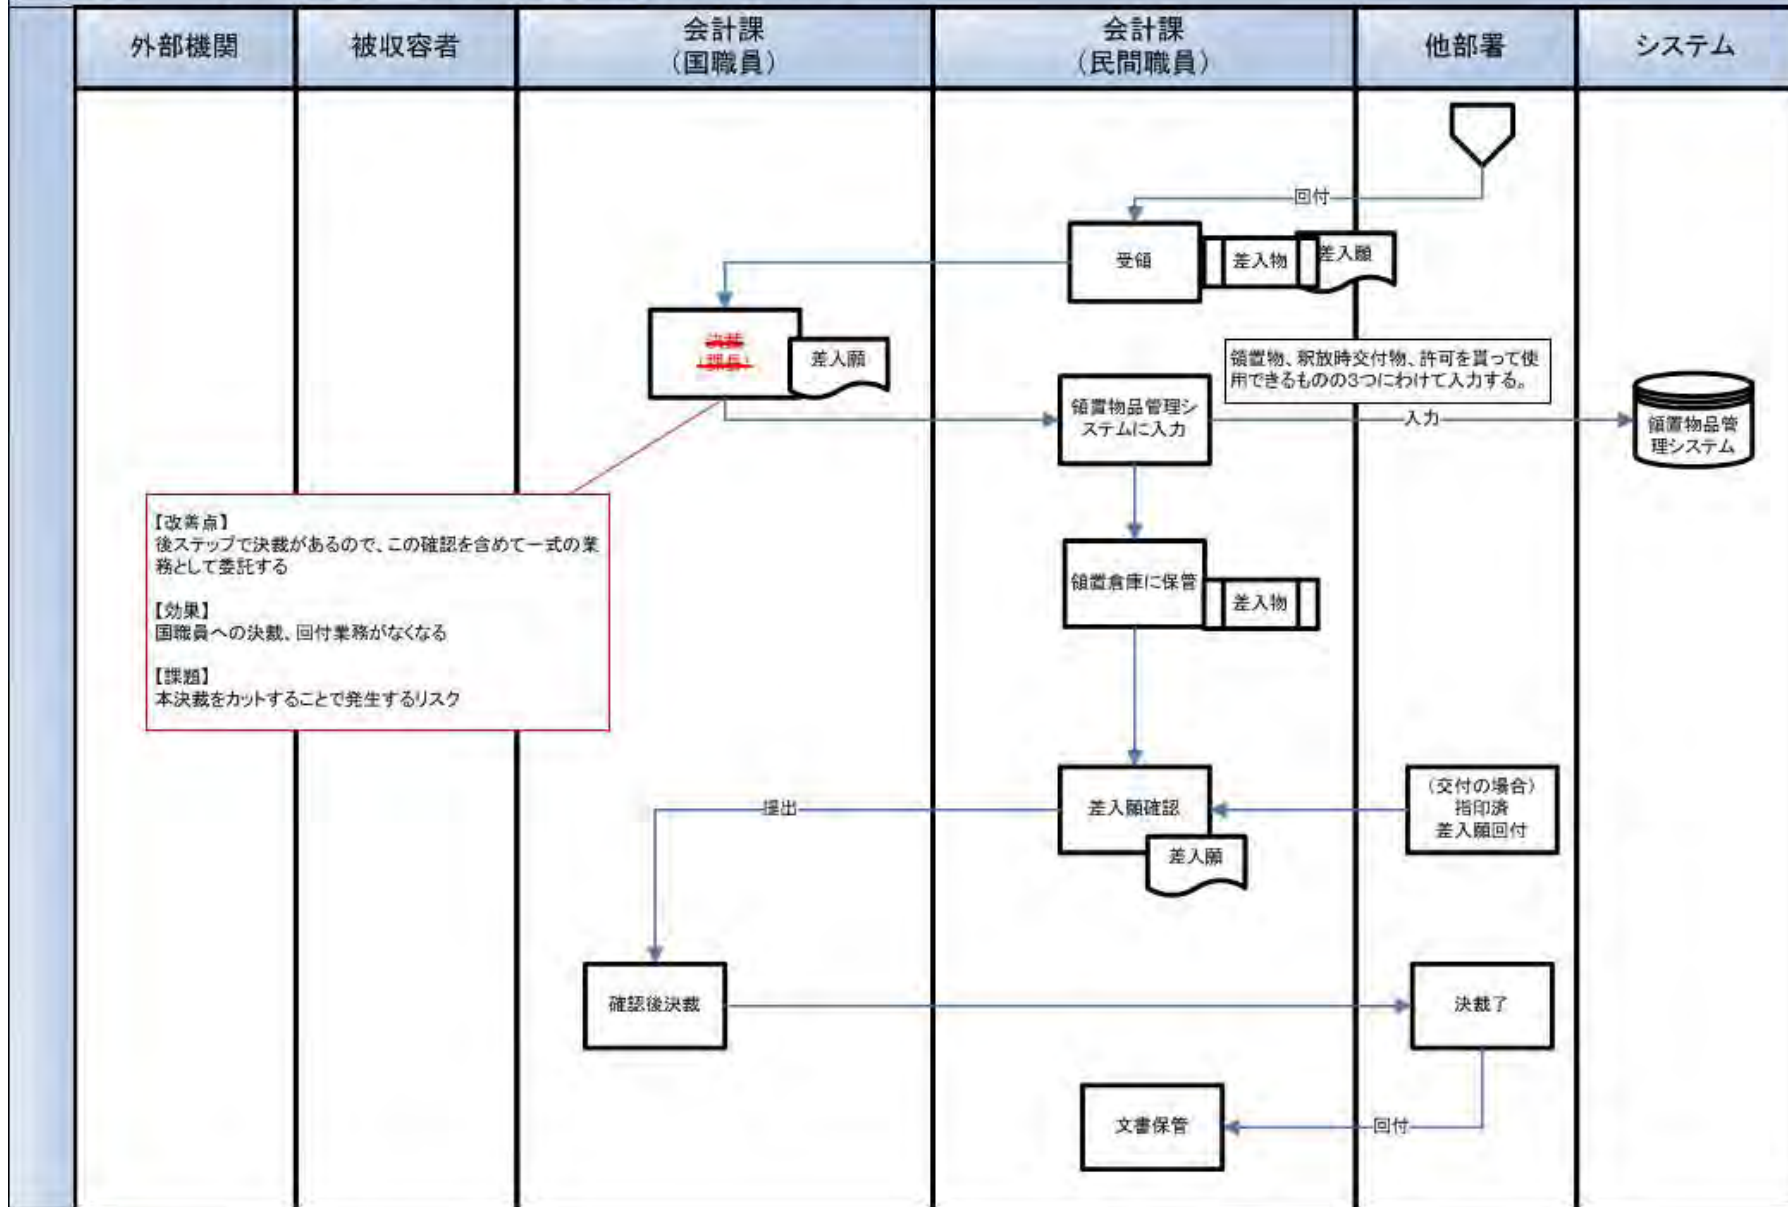 外部機関
被収容者
会計課
（国職員）
会計課
（民間職員）
他部署
システム
回付
受領
差入物
差入願
決裁
（課長）
差入願
領置物、釈放時交付物、許可を貰って使
用できるものの3つにわけて入力する。
領置物品管理シ
ステムに入力
入力
領置物品管
理システム
【改善点】
後ステップで決裁があるので、この確認を含めて一式の業
務として委託する
【効果】
国職員への決裁、回付業務がなくなる
【課題】
本決裁をカットすることで発生するリスク
領置倉庫に保管
差入物
提出
差入願確認
差入願
（交付の場合）
指印済
差入願回付
確認後決裁
決裁了
文書保管
回付